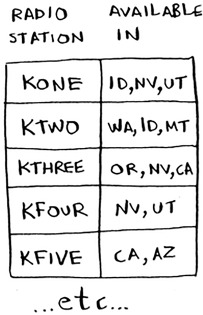 RADIO STATION AVAILABLE IN
KONE ID,NV,UT
KTWO WA,ID,MT
KTHREE OR,NV,CA
KFOUR NV,UT
KFIVE CA,AZ
...etc...